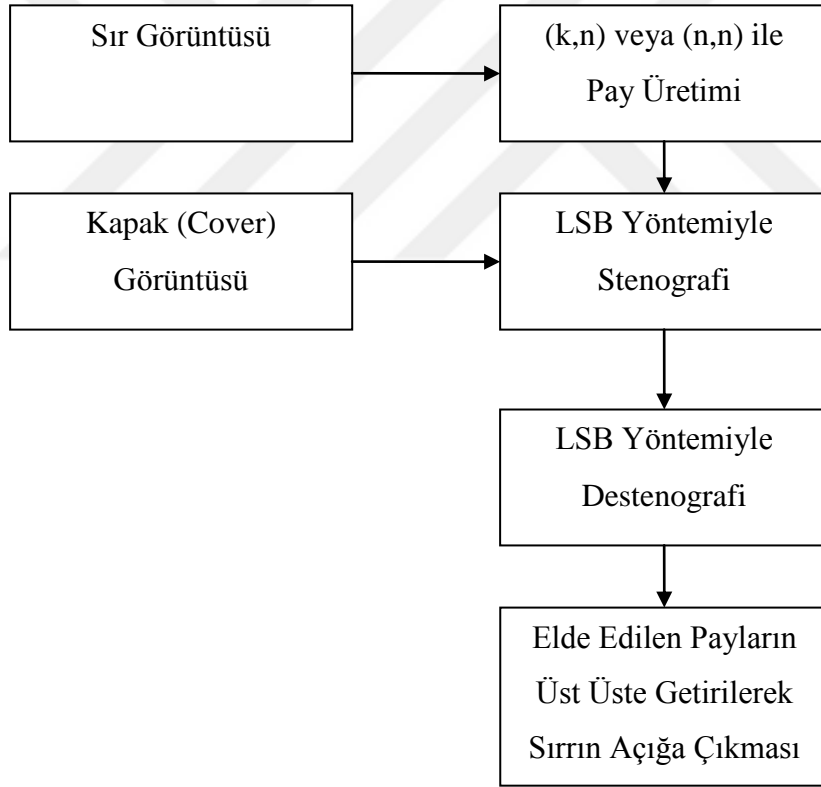 Sır Görüntüsü
(k,n) veya (n,n) ile
Pay Üretimi
Kapak (Cover)
Görüntüsü
LSB Yöntemiyle
Stenografi
LSB Yöntemiyle
Destenografi
Elde Edilen Payların
Üst Üste Getirilerek
Sırrın Açığa Çıkması